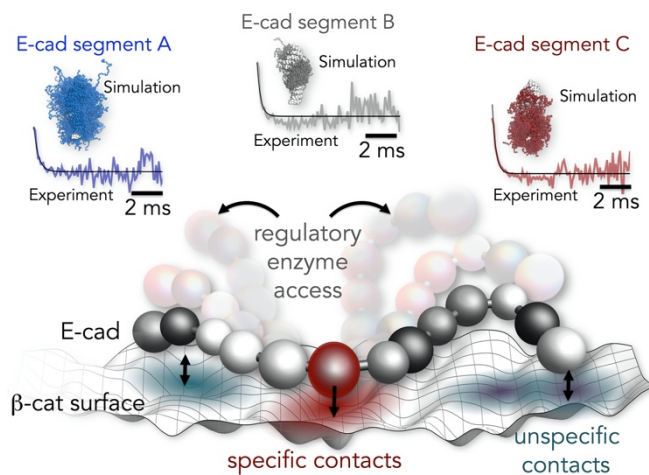 E-cad segment A
Simulation
Experiment
2 ms
E-cad segment B
Simulation
Experiment
2 ms
E-cad segment C
Simulation
Experiment
2 ms
regulatory
enzyme
access
E-cad
β-cat surface
specific contacts
unspecific
contacts